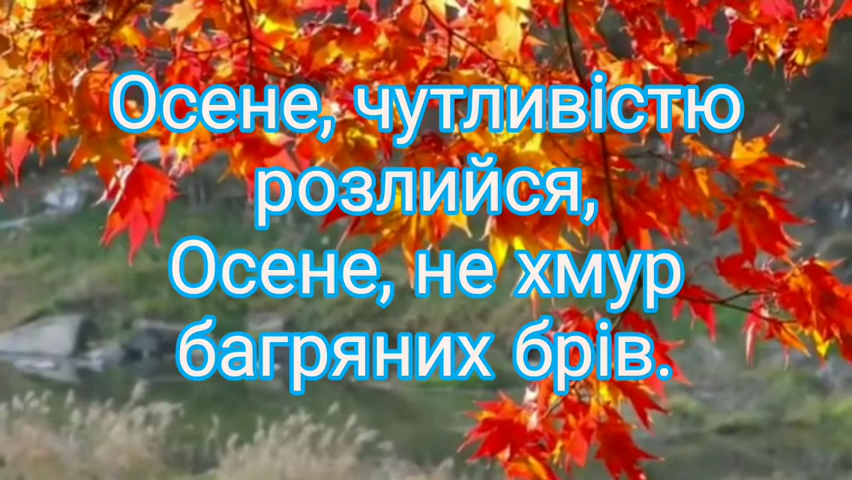 Осене, чутливістю
розлийся,
Осене, не хмур
багряних брів.